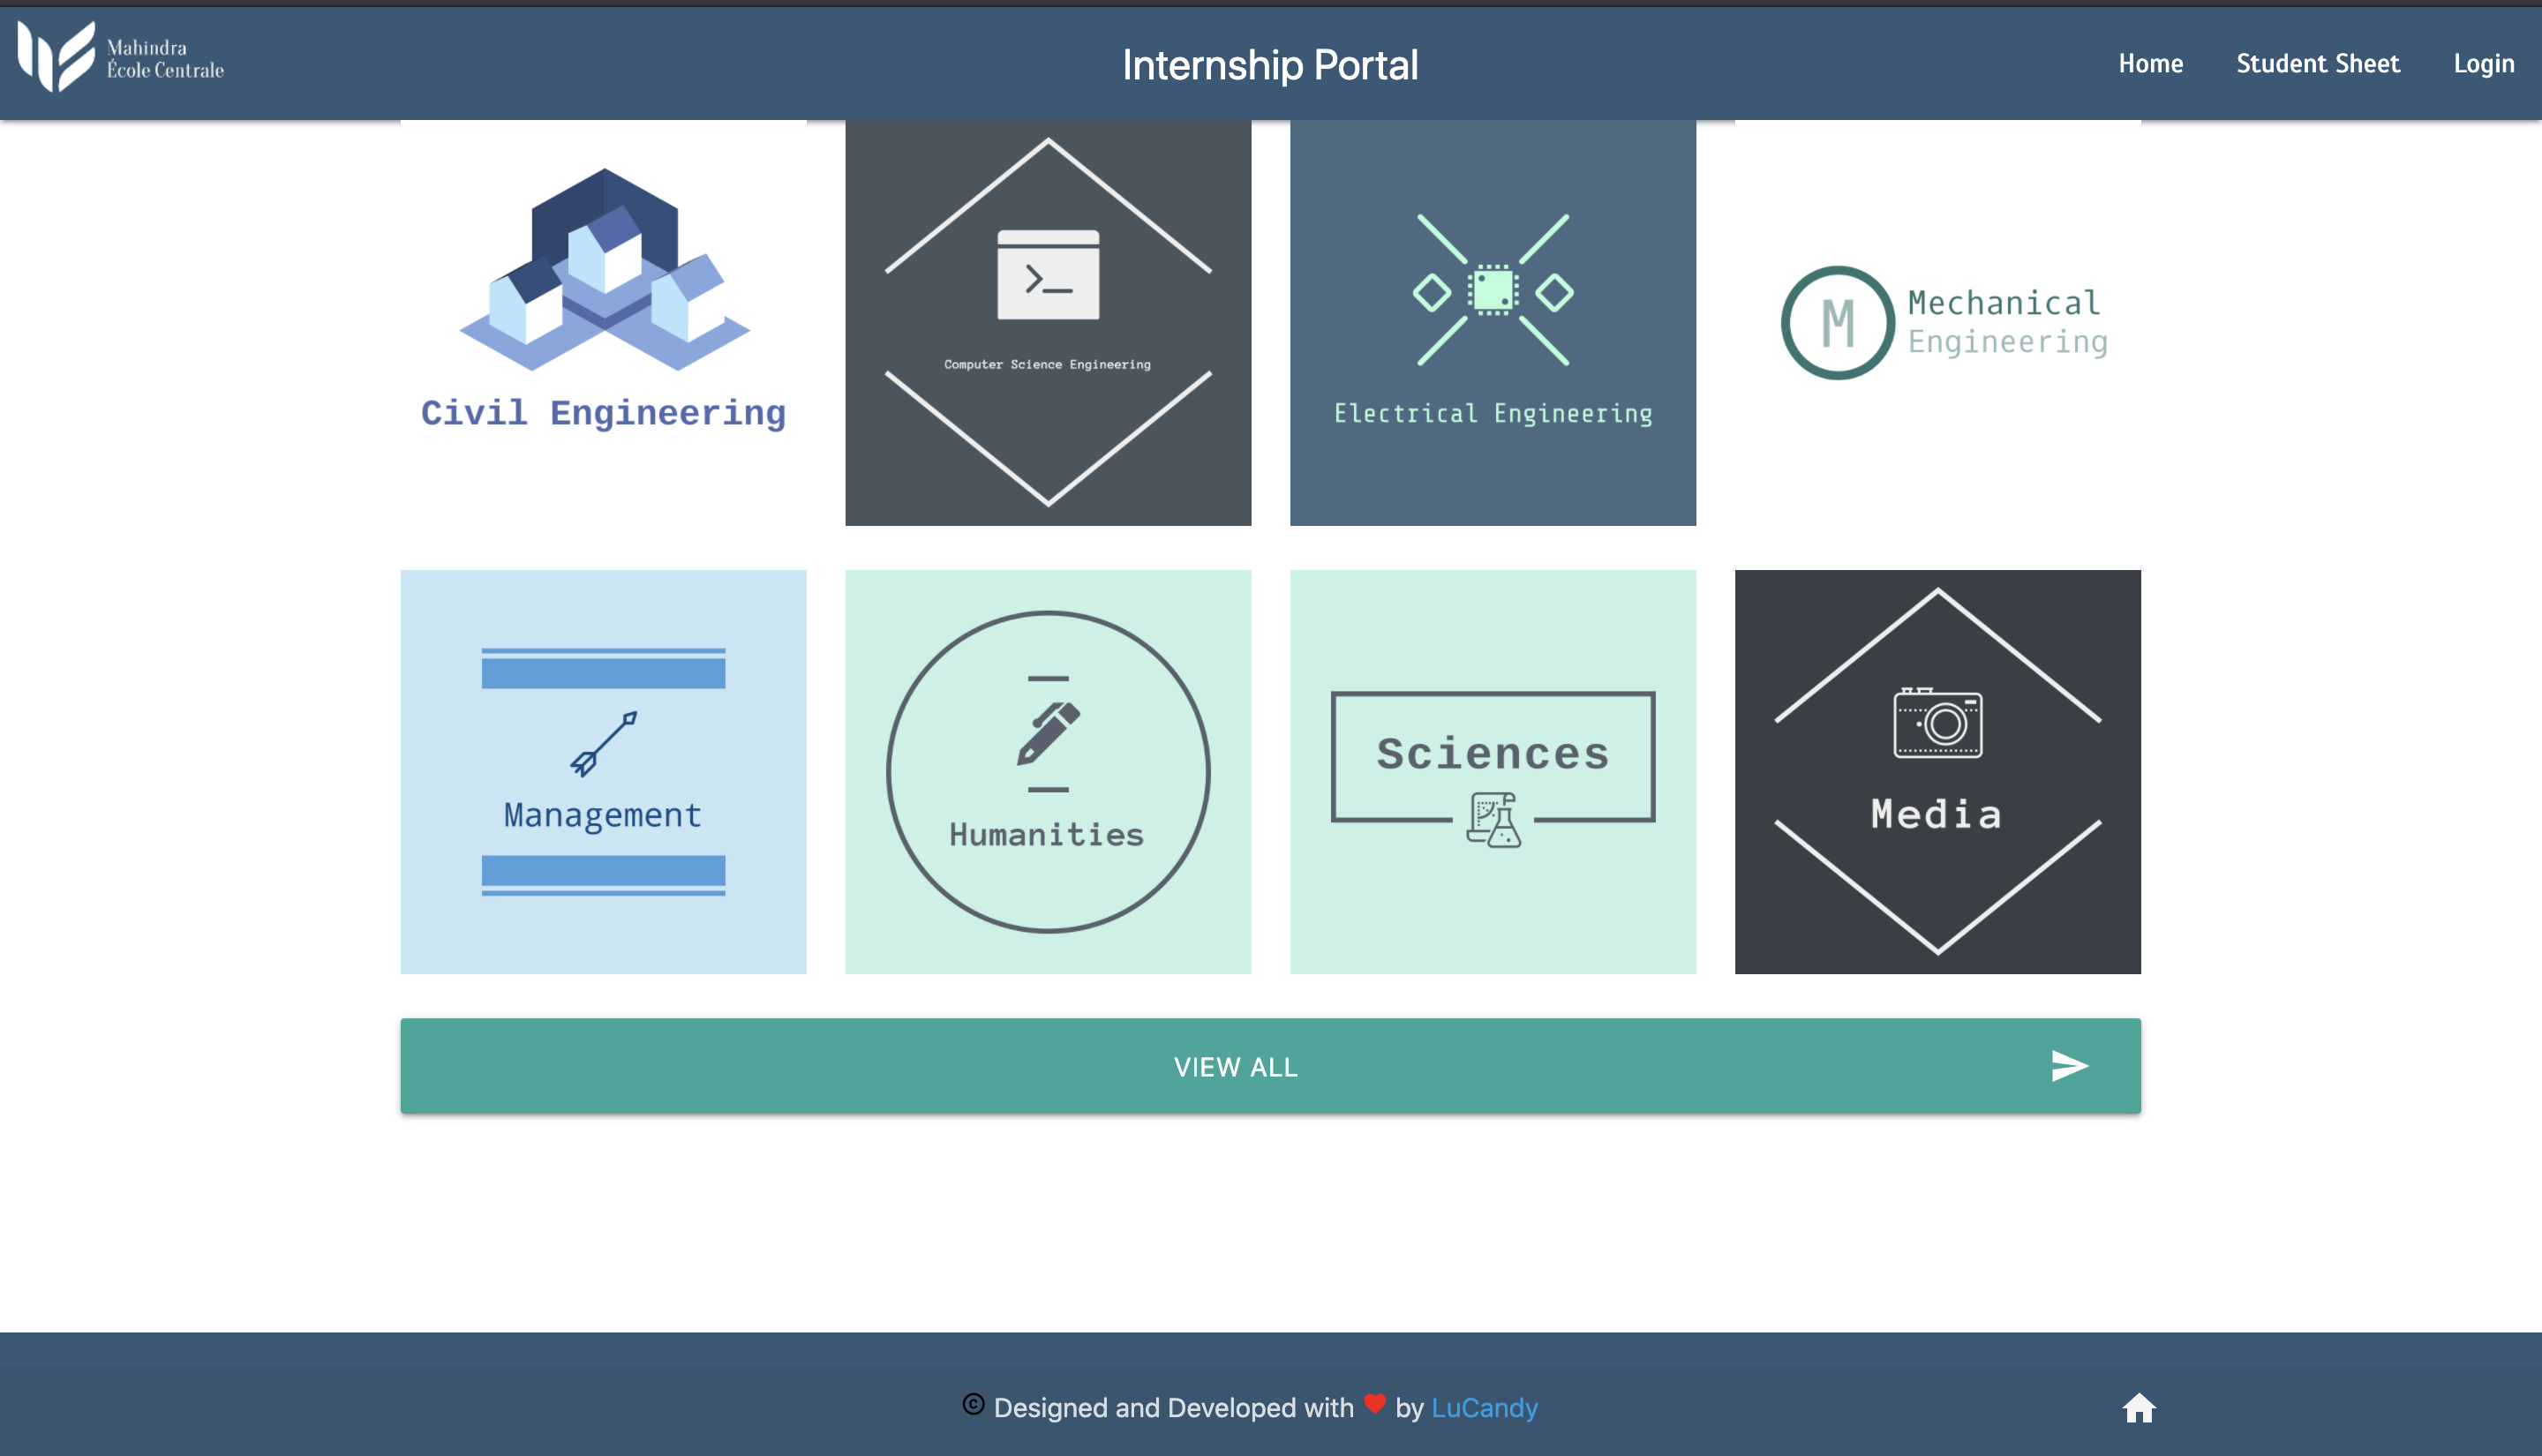 Mahindra
École Centrale
Internship Portal
Home
Student Sheet
Login
Civil Engineering
Computer Science Engineering
Electrical Engineering
M
Mechanical
Engineering
Management
Humanities
Sciences
Media
VIEW ALL
© Designed and Developed with ❤ by LuCandy